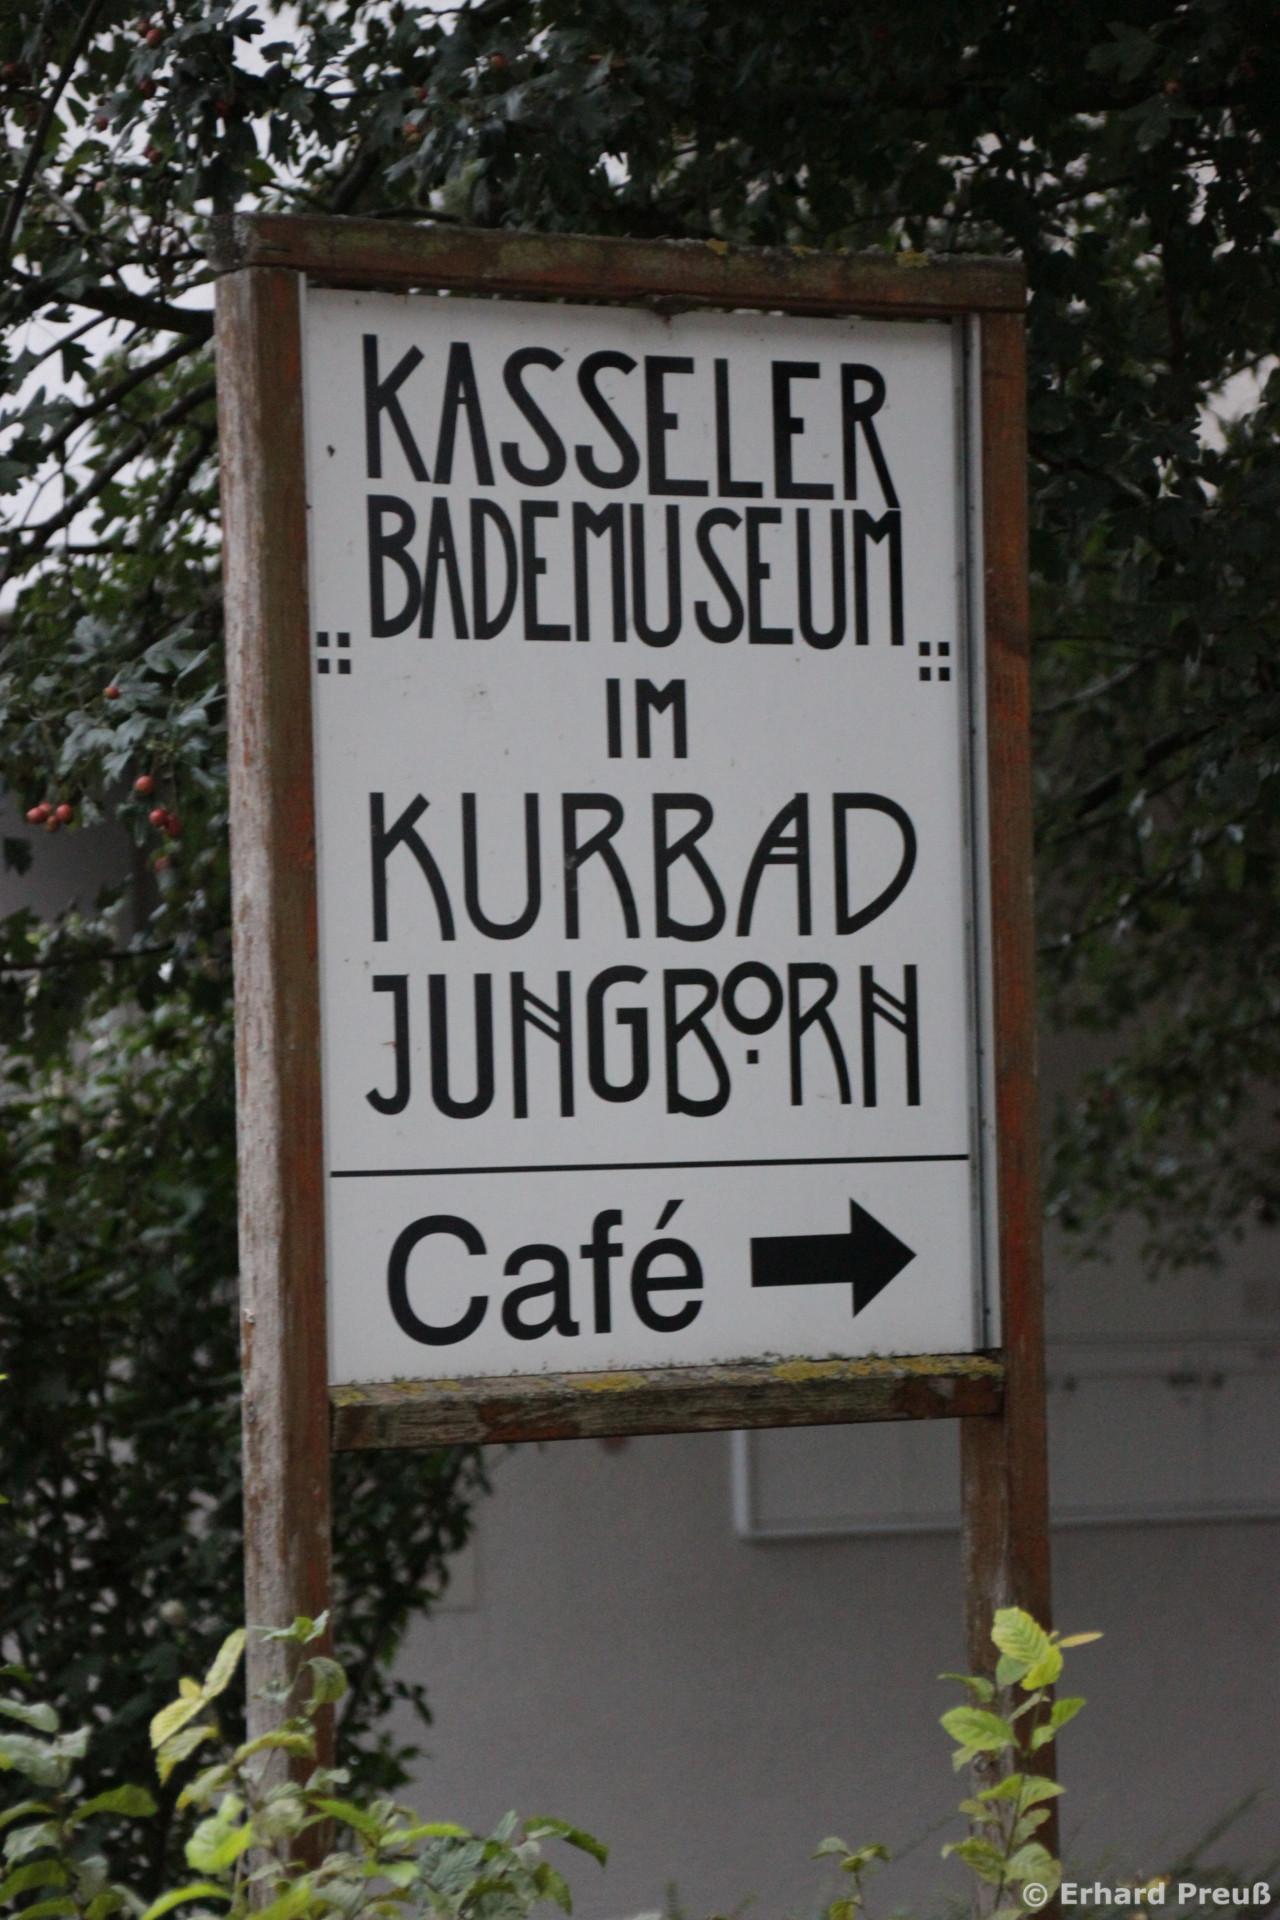 KASSELER
BADEMUSEUM
IM
KURBAD
JUNGBORN
Café
© Erhard Preuß